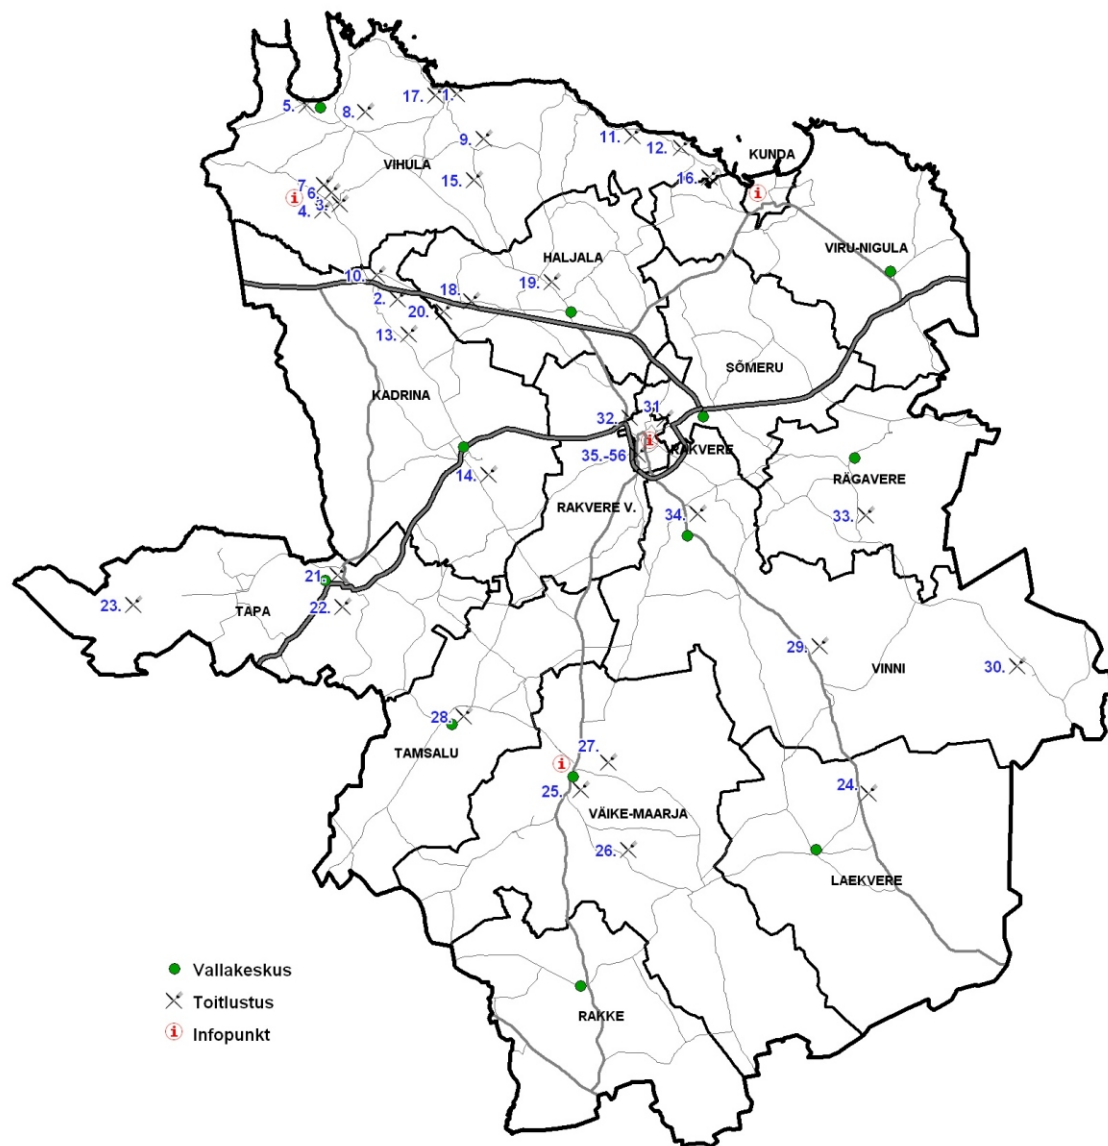 17.
1.
5.
8.
11.
9.
12.
KUNDA
VIHULA
16.
15.
7.
6.
i
i
3.
4.
VIRU-NIGULA
HALJALA
10.
19.
2.
18.
20.
13.
SÕMERU
KADRINA
32.
31
i
RAKVERE
35.-56
14.
RÄGAVERE
RAKVERE V.
34.
33.
21.
23.
TAPA
22.
29.
VINNI
30.
28.
TAMSALU
27.
i
25.
24.
VÄIKE-MAARJA
26.
LAEKVERE
Vallakeskus
Toitlustus
RAKKE
i Infopunkt